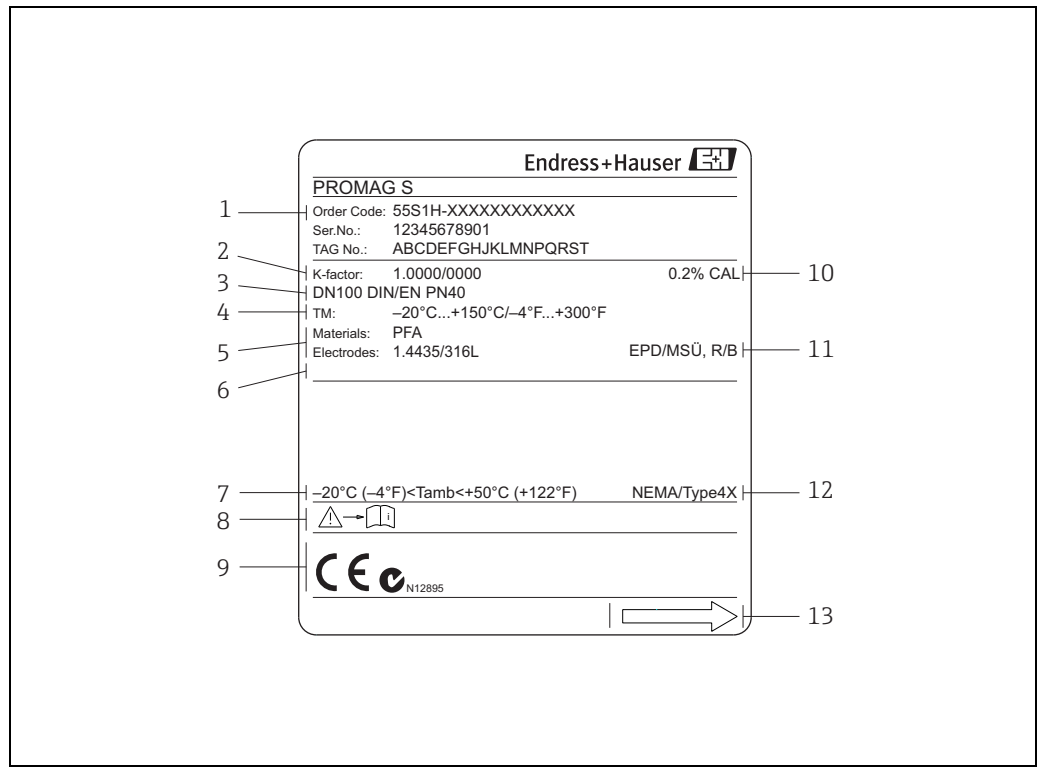 Endress+Hauser
PROMAG S
1 Order Code: 55S1H-XXXXXXXXXXXX
Ser.No.: 12345678901
TAG No.: ABCDEFGHJKLMNPQRST
2 K-factor: 1.0000/0000 0.2% CAL 10
3 DN100 DIN/EN PN40
4 TM: –20°C...+150°C/–4°F...+300°F
Materials: PFA
5 Electrodes: 1.4435/316L EPD/MSÜ, R/B 11
6
7 –20°C (–4°F)<Tamb<+50°C (+122°F) NEMA/Type4X 12
8 i
9 CE N12895
13